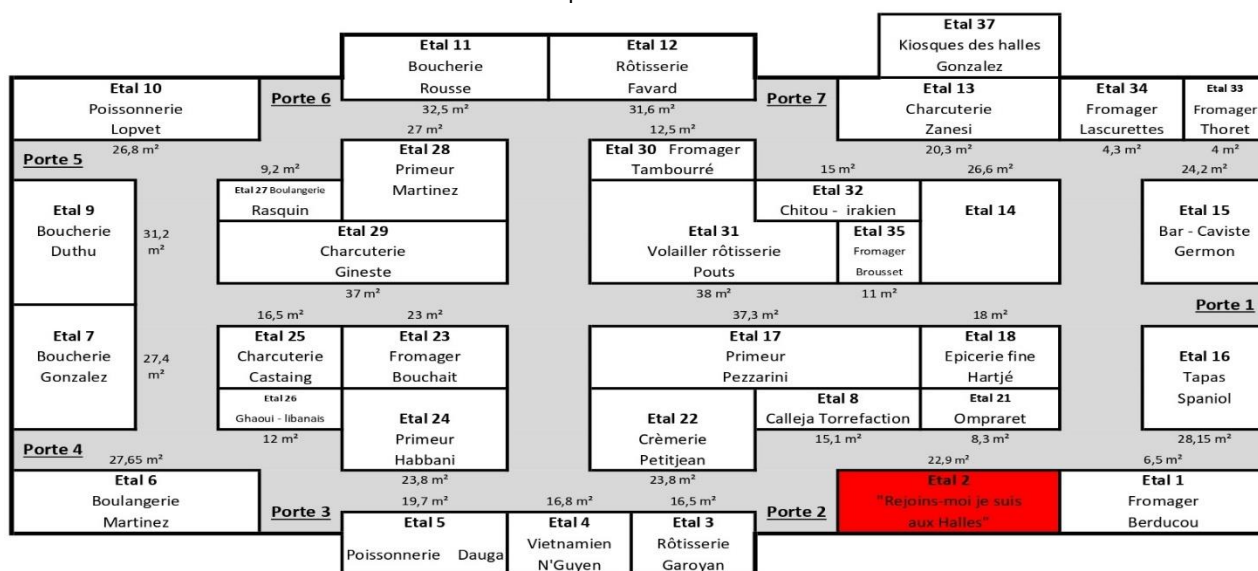 Etal 37
Kiosques des halles
Gonzalez
Etal 11
Boucherie
Rousse
Etal 12
Rôtisserie
Favard
Etal 10
Poissonnerie
Lopvet
Porte 6
Porte 7
Etal 13
Charcuterie
Zanesi
Etal 34
Fromager
Lascurettes
Etal 33
Fromager
Thoret
32,5 m²
31,6 m²
27 m²
12,5 m²
26,8 m²
20,3 m²
4,3 m²
4 m²
Porte 5
9,2 m²
Etal 28
Primeur
Martinez
Etal 30 Fromager
Tambourré
15 m²
26,6 m²
24,2 m²
Etal 27 Boulangerie
Rasquin
Etal 32
Chitou - irakien
Etal 14
Etal 9
Boucherie
Duthu
31,2
m²
Etal 29
Charcuterie
Gineste
Etal 31
Volailler rôtisserie
Pouts
Etal 35
Fromager
Brousset
Etal 15
Bar - Caviste
Germon
37 m²
38 m²
11 m²
Porte 1
16,5 m²
23 m²
37,3 m²
18 m²
Etal 7
Boucherie
Gonzalez
27,4
m²
Etal 25
Charcuterie
Castaing
Etal 23
Fromager
Bouchait
Etal 17
Primeur
Pezzarini
Etal 18
Epicerie fine
Hartjé
Etal 16
Tapas
Spaniol
Etal 26
Ghaoui - libanais
Etal 24
Primeur
Habbani
Etal 22
Crèmerie
Petitjean
Etal 8
Calleja Torrefaction
Etal 21
Ompraret
Porte 4
12 m²
15,1 m²
8,3 m²
28,15 m²
27,65 m²
23,8 m²
23,8 m²
22,9 m²
6,5 m²
Etal 6
Boulangerie
Martinez
Porte 3
19,7 m²
16,8 m²
16,5 m²
Porte 2
Etal 2
"Rejoins-moi je suis
aux Halles"
Etal 1
Fromager
Berducou
Etal 5
Poissonnerie Dauga
Etal 4
Vietnamien
N'Guyen
Etal 3
Rôtisserie
Garoyan